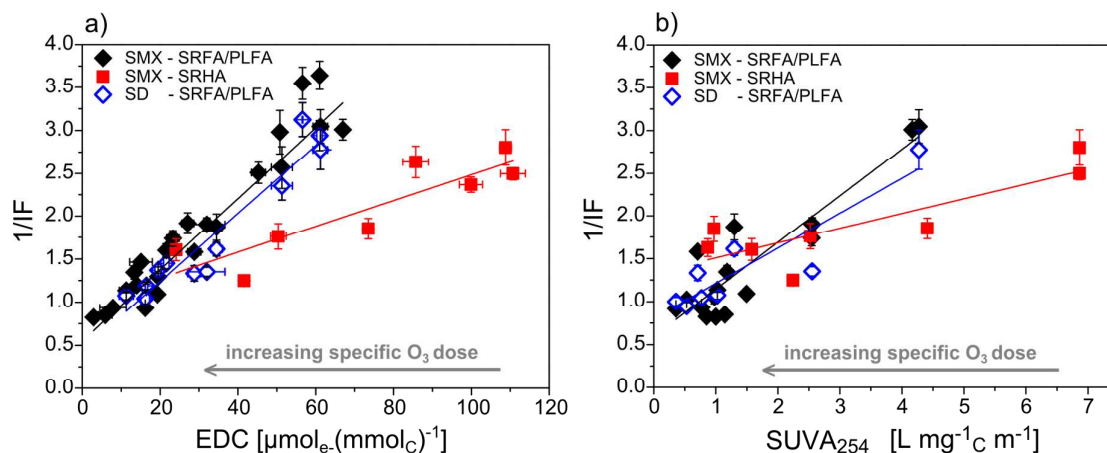 a)
SMX - SRFA/PLFA
SMX - SRHA
SD - SRFA/PLFA
1/IF
4.0
3.5
3.0
2.5
2.0
1.5
1.0
0.5
0.0
increasing specific O₃ dose
0 20 40 60 80 100 120
EDC [µmolₑ₋(mmol_C)⁻¹]
b)
SMX - SRFA/PLFA
SMX - SRHA
SD - SRFA/PLFA
1/IF
4.0
3.5
3.0
2.5
2.0
1.5
1.0
0.5
0.0
increasing specific O₃ dose
0 1 2 3 4 5 6 7
SUVA₂₅₄ [L mg⁻¹_C m⁻¹]